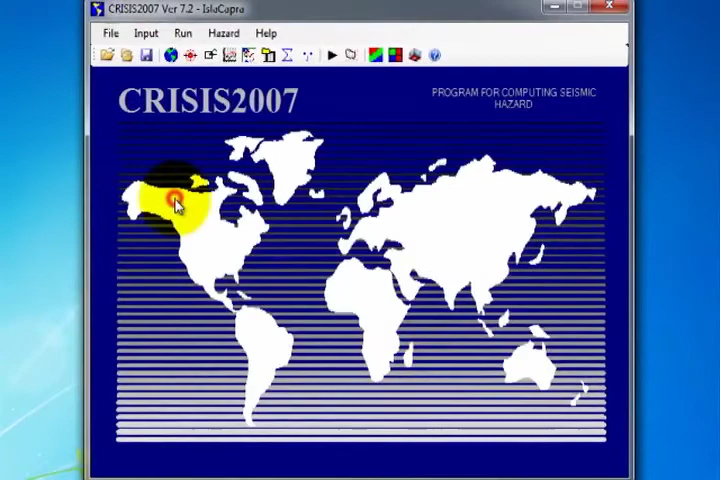 CRISIS2007 Ver 7.2 - IslaCapra
File Input Run Hazard Help
CRISIS2007
PROGRAM FOR COMPUTING SEISMIC
HAZARD